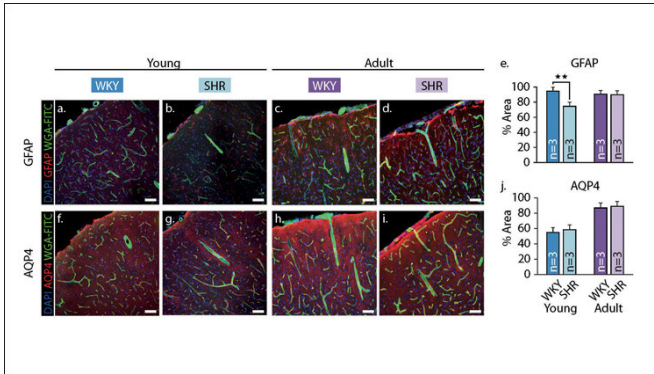 Young
Adult
WKY
SHR
WKY
SHR
a.
b.
c.
d.
GFAP
DAPI GFAP WGA-FITC
f.
g.
h.
i.
AQP4
DAPI AQP4 WGA-FITC
e.
GFAP
% Area
100
80
60
40
20
0
**
n=3
n=3
n=3
n=3
j.
AQP4
% Area
100
80
60
40
20
0
n=3
n=3
n=3
n=3
WKY
SHR
WKY
SHR
Young
Adult